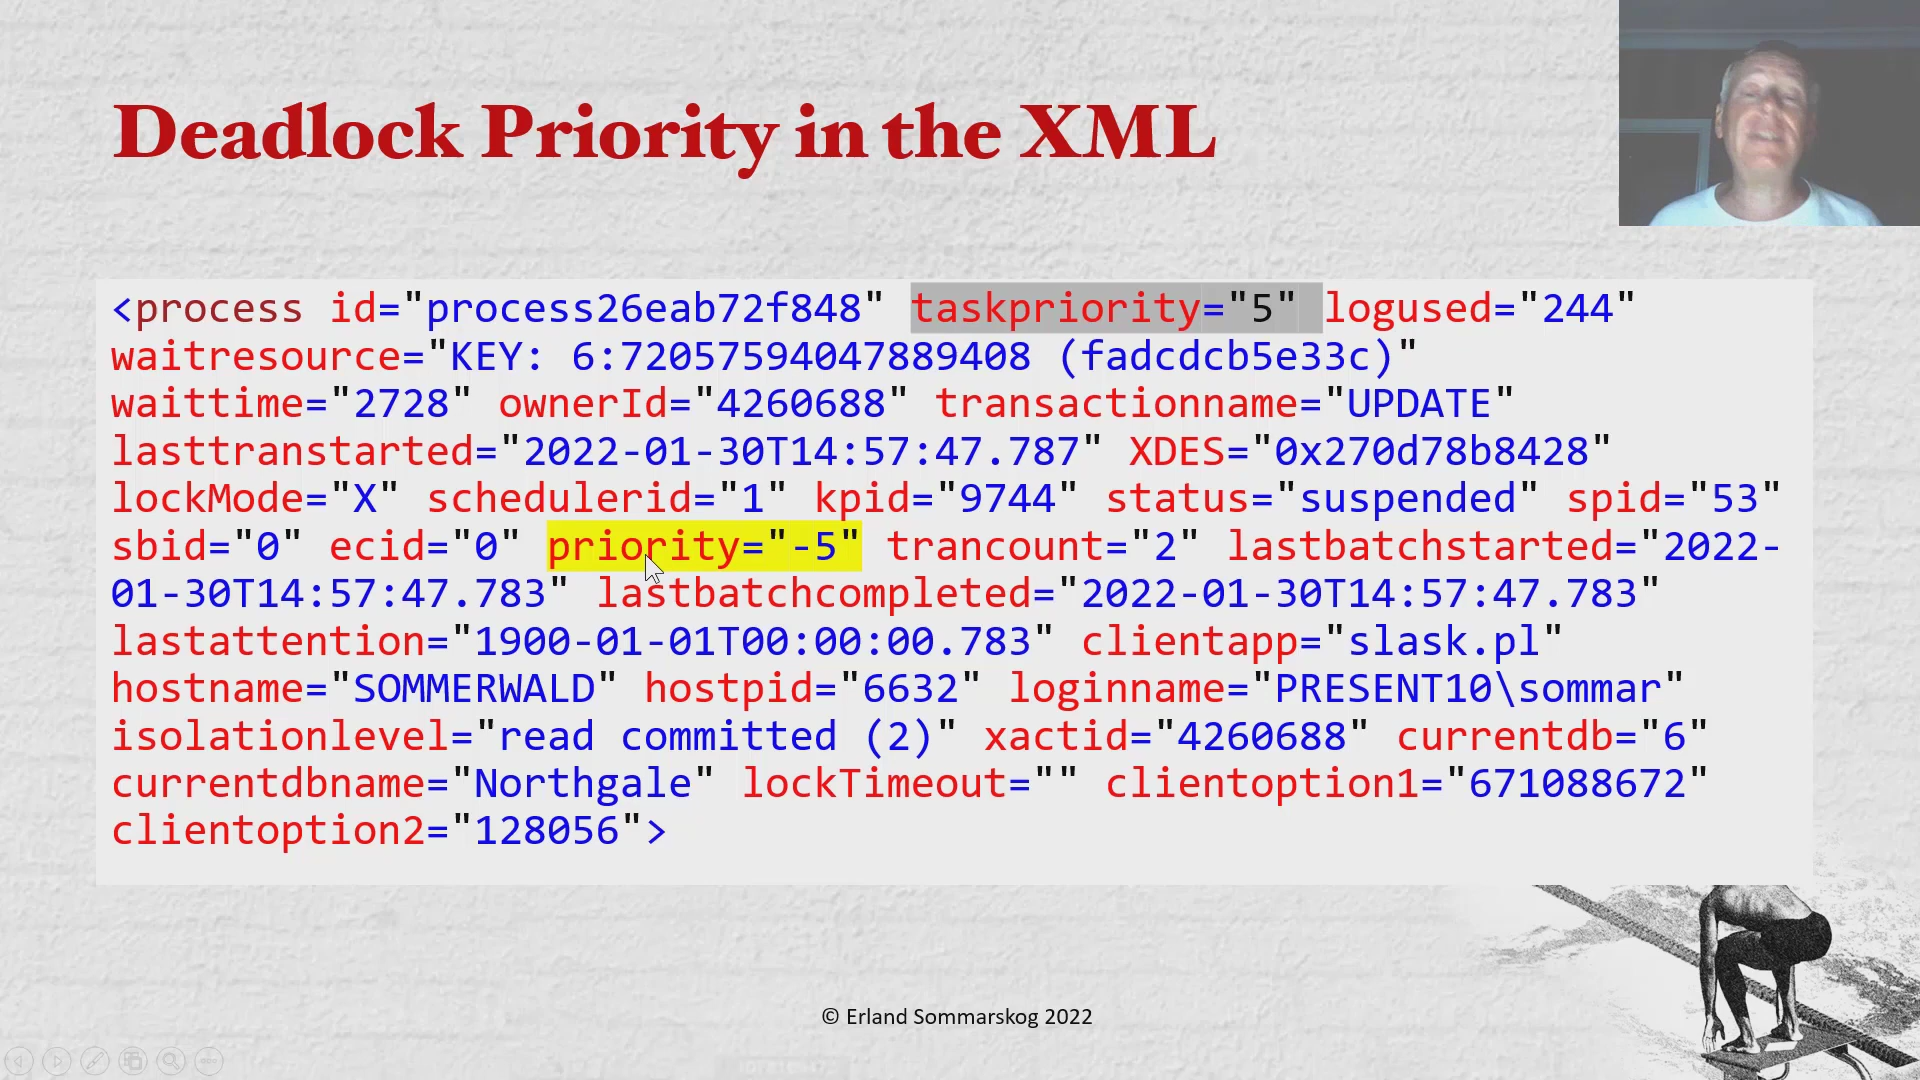 Deadlock Priority in the XML
<process id="process26eab72f848" taskpriority="5" logused="244"
waitresource="KEY: 6:72057594047889408 (fadcdcb5e33c)"
waittime="2728" ownerId="4260688" transactionname="UPDATE"
lasttranstarted="2022-01-30T14:57:47.787" XDES="0x270d78b8428"
lockMode="X" schedulerid="1" kpid="9744" status="suspended" spid="53"
sbid="0" ecid="0" priority="-5" trancount="2" lastbatchstarted="2022-
01-30T14:57:47.783" lastbatchcompleted="2022-01-30T14:57:47.783"
lastattention="1900-01-01T00:00:00.783" clientapp="slask.pl"
hostname="SOMMERWALD" hostpid="6632" loginname="PRESENT10\sommar"
isolationlevel="read committed (2)" xactid="4260688" currentdb="6"
currentdbname="Northgale" lockTimeout="" clientoption1="671088672"
clientoption2="128056">
© Erland Sommarskog 2022